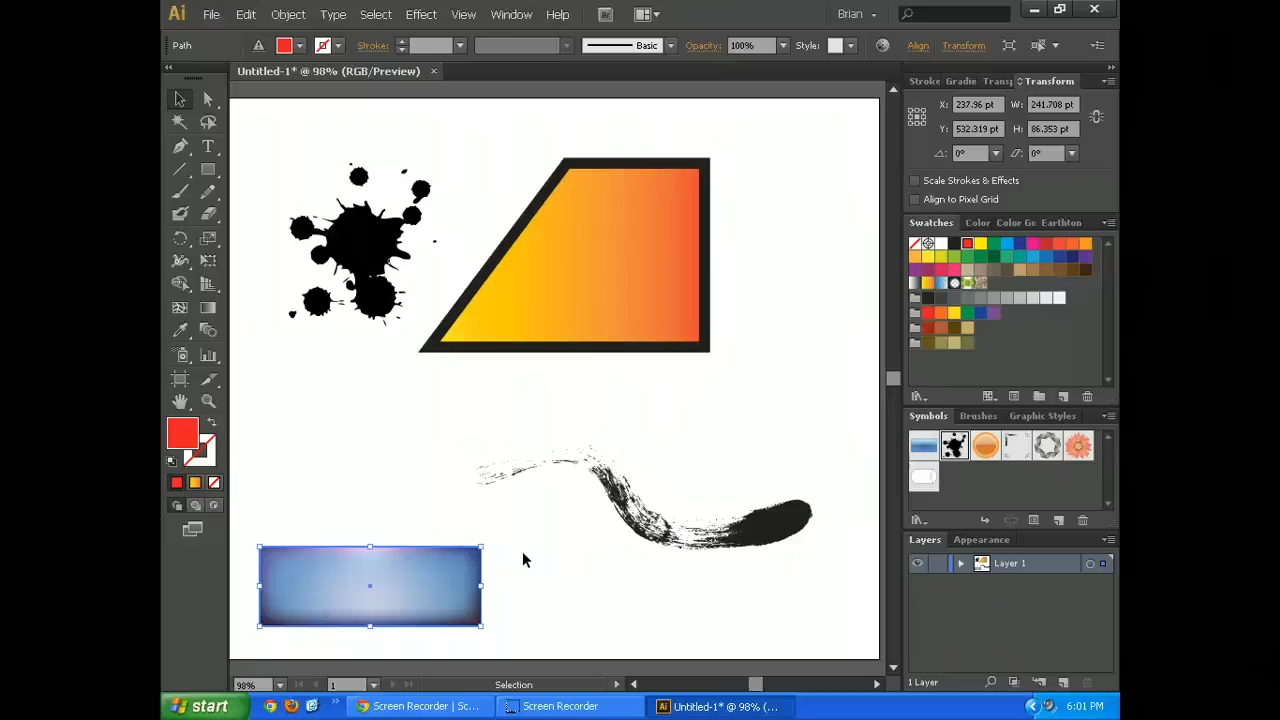 Ai File Edit Object Type Select Effect View Window Help Br Brian
Path Stroke: Basic Opacity: 100% Style: Align Transform
Untitled-1* @ 98% (RGB/Preview) ×
Stroke Gradie Transp Transform
X: 237.96 pt W: 241.708 pt
Y: 532.319 pt H: 86.353 pt
0° 0°
Scale Strokes & Effects
Align to Pixel Grid
Swatches Color Color Ge Earthton
Symbols Brushes Graphic Styles
Layers Appearance
Layer 1
1 Layer
98% 1 Selection
start Screen Recorder | Sc... Screen Recorder Ai Untitled-1* @ 98% (... 6:01 PM